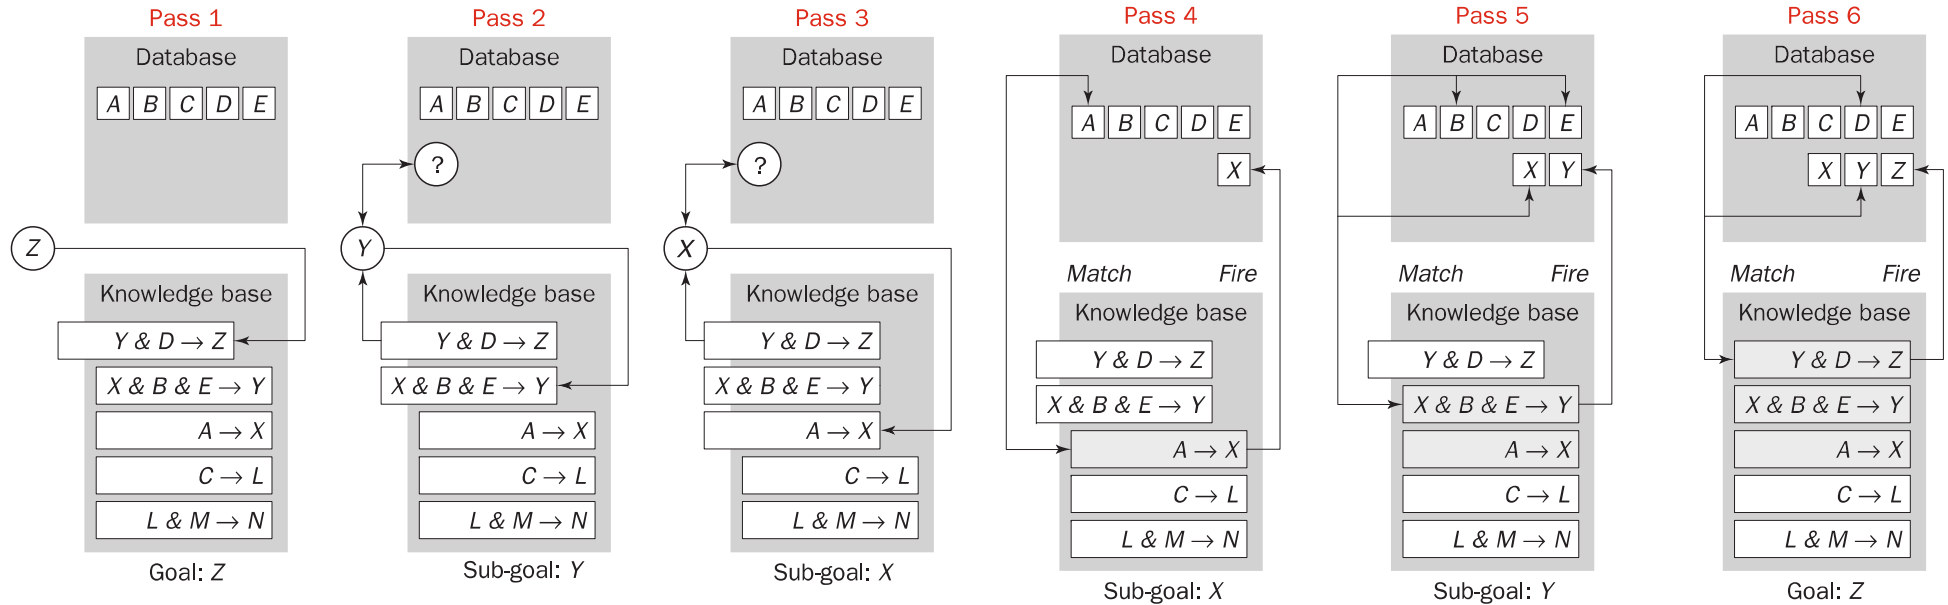 Pass 1
Database
A B C D E
Z
Knowledge base
Y & D → Z
X & B & E → Y
A → X
C → L
L & M → N
Goal: Z
Pass 2
Database
A B C D E
?
Y
Knowledge base
Y & D → Z
X & B & E → Y
A → X
C → L
L & M → N
Sub-goal: Y
Pass 3
Database
A B C D E
?
X
Knowledge base
Y & D → Z
X & B & E → Y
A → X
C → L
L & M → N
Sub-goal: X
Pass 4
Database
A B C D E
X
Match Fire
Knowledge base
Y & D → Z
X & B & E → Y
A → X
C → L
L & M → N
Sub-goal: X
Pass 5
Database
A B C D E
X Y
Match Fire
Knowledge base
Y & D → Z
X & B & E → Y
A → X
C → L
L & M → N
Sub-goal: Y
Pass 6
Database
A B C D E
X Y Z
Match Fire
Knowledge base
Y & D → Z
X & B & E → Y
A → X
C → L
L & M → N
Goal: Z